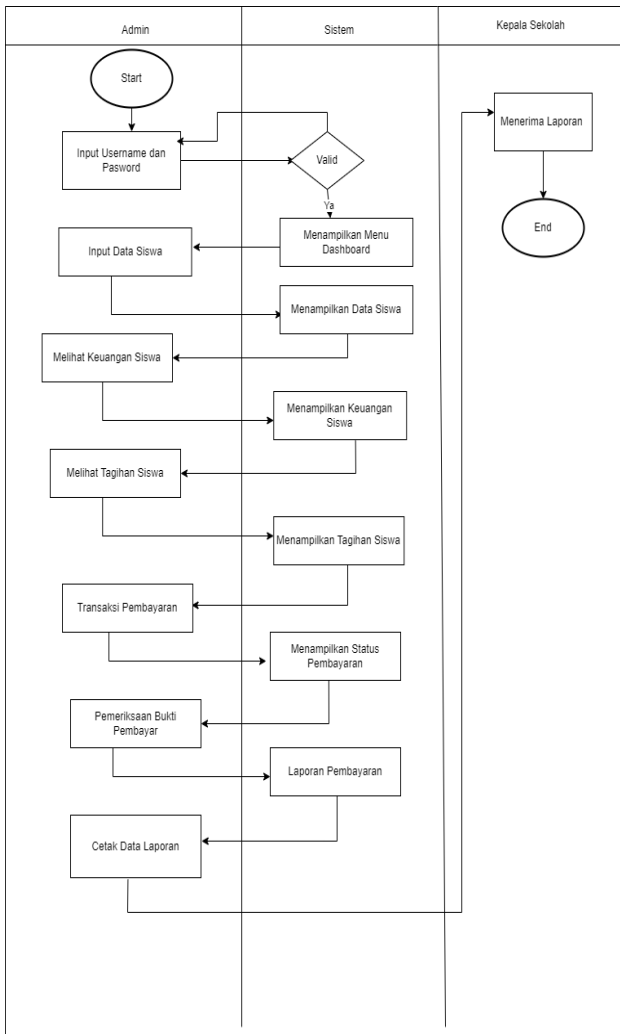 Admin
Sistem
Kepala Sekolah
Start
Input Username dan
Pasword
Valid
Ya
Menampilkan Menu
Dashboard
Input Data Siswa
Menampilkan Data Siswa
Melihat Keuangan Siswa
Menampilkan Keuangan
Siswa
Melihat Tagihan Siswa
Menampilkan Tagihan Siswa
Transaksi Pembayaran
Menampilkan Status
Pembayaran
Pemeriksaan Bukti
Pembayar
Laporan Pembayaran
Cetak Data Laporan
Menerima Laporan
End